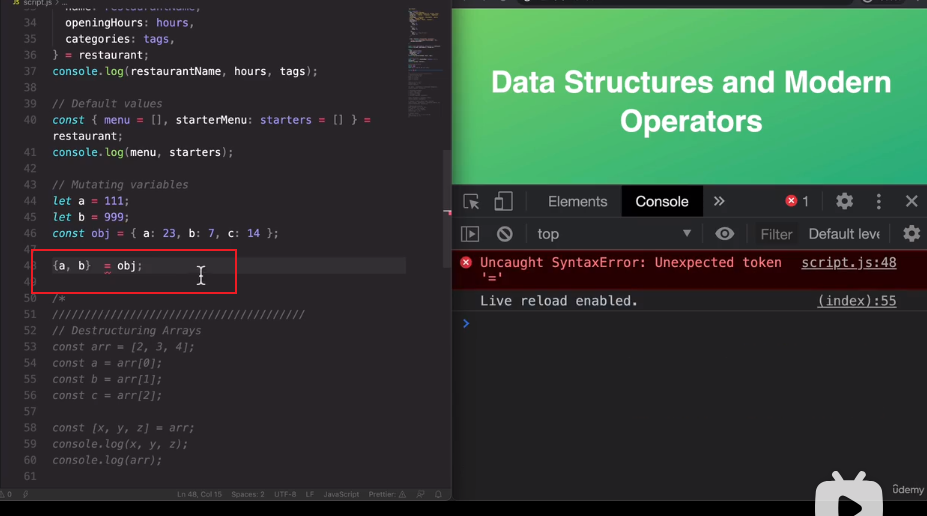 script.js
name: restaurantName,
34 openingHours: hours,
35 categories: tags,
36 } = restaurant;
37 console.log(restaurantName, hours, tags);
38
39 // Default values
40 const { menu = [], starterMenu: starters = [] } =
restaurant;
41 console.log(menu, starters);
42
43 // Mutating variables
44 let a = 111;
45 let b = 999;
46 const obj = { a: 23, b: 7, c: 14 };
47
48 {a, b}  = obj;
49
50 /*
51 ///////////////////////////////////////
52 // Destructuring Arrays
53 const arr = [2, 3, 4];
54 const a = arr[0];
55 const b = arr[1];
56 const c = arr[2];
57
58 const [x, y, z] = arr;
59 console.log(x, y, z);
60 console.log(arr);
61
0
Ln 48, Col 15
Spaces: 2
UTF-8
LF
JavaScript
Prettier:
Data Structures and Modern
Operators
Elements
Console
1
top
Filter
Default leve
Uncaught SyntaxError: Unexpected token script.js:48
'='
Live reload enabled. (index):55
ûdemy